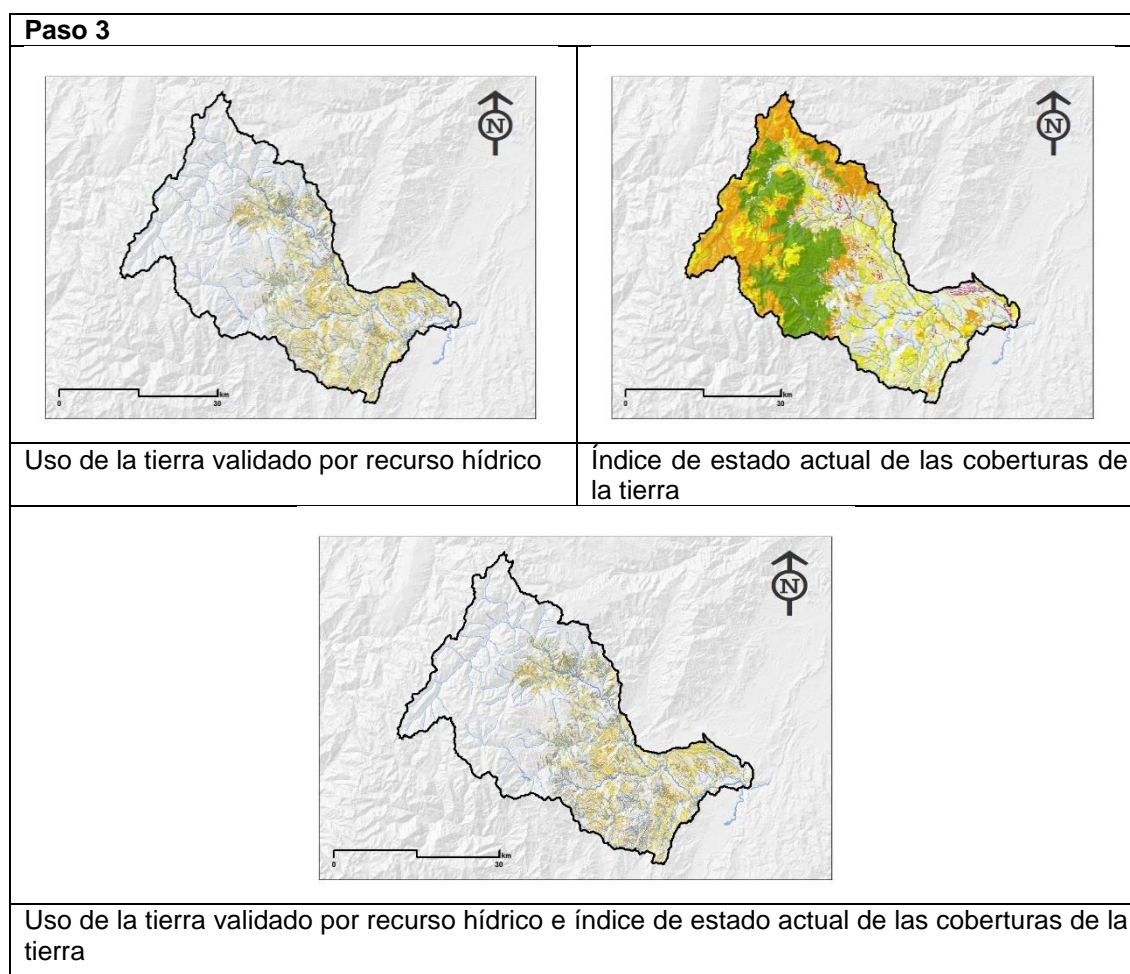 Paso 3
N
km
0
30
N
km
0
30
Uso de la tierra validado por recurso hídrico
Índice de estado actual de las coberturas de
la tierra
N
km
0
30
Uso de la tierra validado por recurso hídrico e índice de estado actual de las coberturas de la
tierra